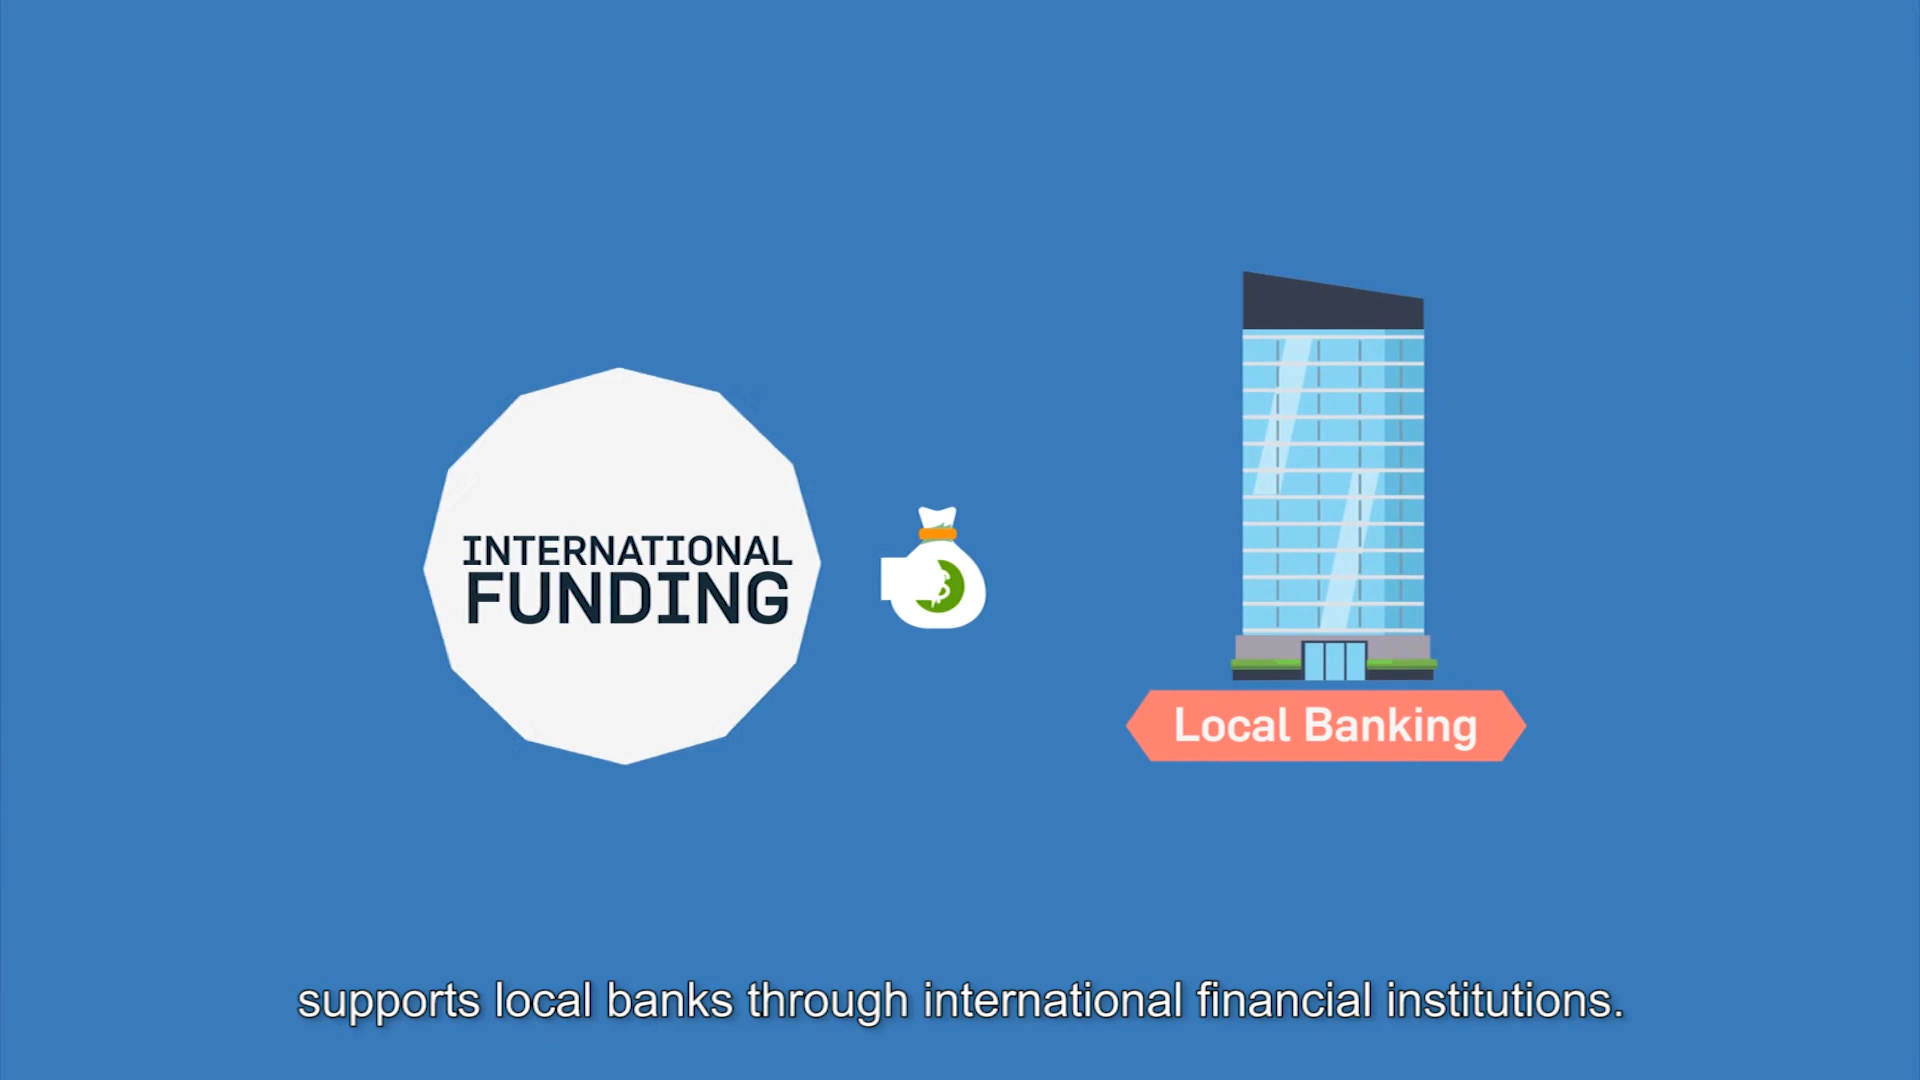 INTERNATIONAL
FUNDING
$
Local Banking
supports local banks through international financial institutions.